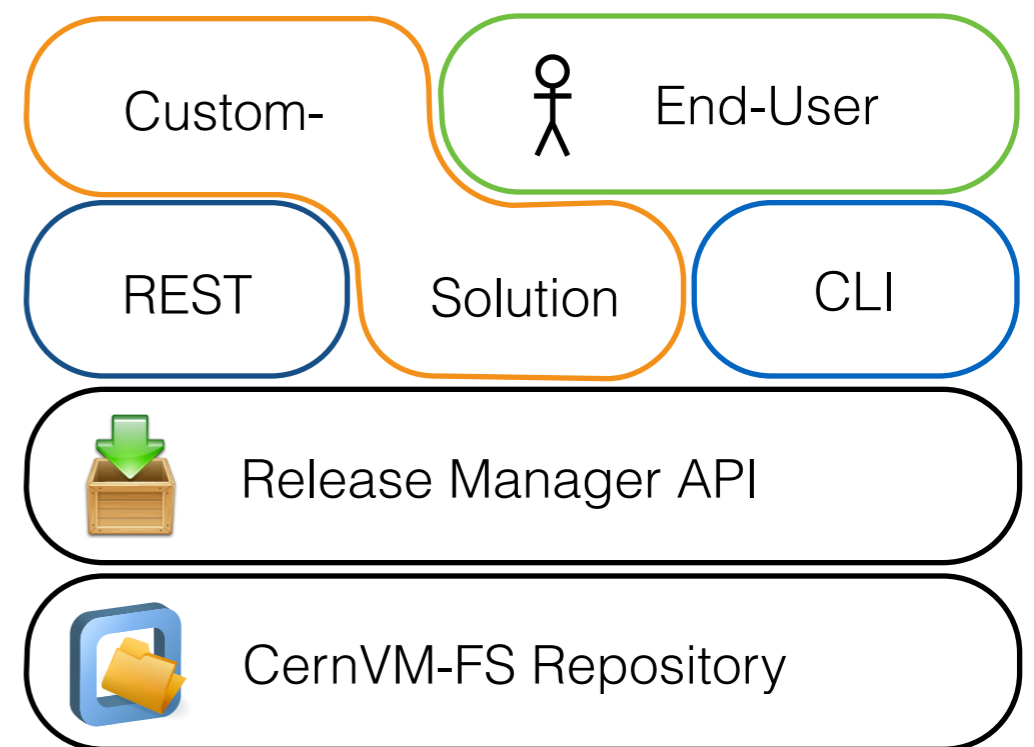 Custom-
End-User
REST
Solution
CLI
Release Manager API
CernVM-FS Repository